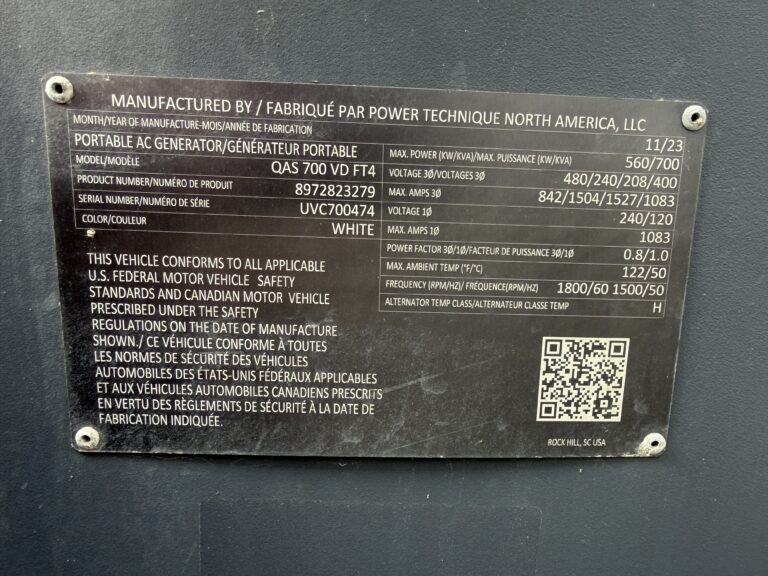 MANUFACTURED BY / FABRIQUÉ PAR POWER TECHNIQUE NORTH AMERICA, LLC
MONTH/YEAR OF MANUFACTURE-MOIS/ANNÉE DE FABRICATION 11/23
PORTABLE AC GENERATOR/GÉNÉRATEUR PORTABLE
MODEL/MODÈLE QAS 700 VD FT4
PRODUCT NUMBER/NUMÉRO DE PRODUIT 8972823279
SERIAL NUMBER/NUMÉRO DE SÉRIE UVC700474
COLOR/COULEUR WHITE
MAX. POWER (KW/KVA)/MAX. PUISSANCE (KW/KVA) 560/700
VOLTAGE 3Ø/VOLTAGES 3Ø 480/240/208/400
MAX. AMPS 3Ø 842/1504/1527/1083
VOLTAGE 1Ø 240/120
MAX. AMPS 1Ø 1083
POWER FACTOR 3Ø/1Ø/FACTEUR DE PUISSANCE 3Ø/1Ø 0.8/1.0
MAX. AMBIENT TEMP (°F/°C) 122/50
FREQUENCY (RPM/HZ)/ FRÉQUENCE(RPM/HZ) 1800/60 1500/50
ALTERNATOR TEMP CLASS/ALTERNATEUR CLASSE TEMP H
THIS VEHICLE CONFORMS TO ALL APPLICABLE
U.S. FEDERAL MOTOR VEHICLE SAFETY
STANDARDS AND CANADIAN MOTOR VEHICLE
PRESCRIBED UNDER THE SAFETY
REGULATIONS ON THE DATE OF MANUFACTURE
SHOWN./ CE VÉHICULE CONFORME À TOUTES
LES NORMES DE SÉCURITÉ DES VÉHICULES
AUTOMOBILES DES ÉTATS-UNIS FÉDÉRAUX APPLICABLES
ET AUX VÉHICULES AUTOMOBILES CANADIENS PRESCRITS
EN VERTU DES RÈGLEMENTS DE SÉCURITÉ À LA DATE DE
FABRICATION INDIQUÉE.
ROCK HILL, SC USA